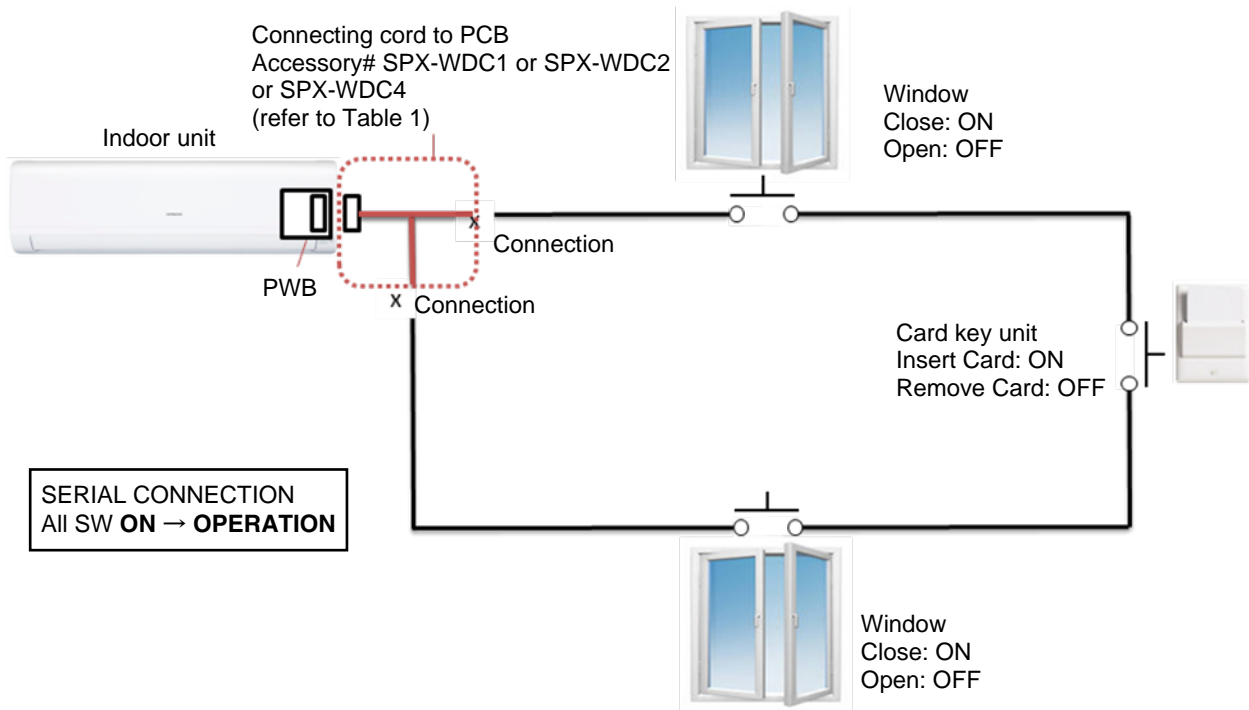 Connecting cord to PCB
Accessory# SPX-WDC1 or SPX-WDC2
or SPX-WDC4
(refer to Table 1)
Indoor unit
Window
Close: ON
Open: OFF
X
Connection
PWB
X
Connection
Card key unit
Insert Card: ON
Remove Card: OFF
SERIAL CONNECTION
All SW ON → OPERATION
Window
Close: ON
Open: OFF